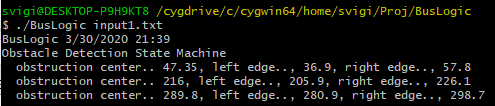 svigi@DESKTOP-P9H9KT8 /cygdrive/c/cygwin64/home/svigi/Proj/BusLogic
$ ./BusLogic input1.txt
BusLogic 3/30/2020 21:39
Obstacle Detection State Machine
  obstruction center.. 47.35, left edge.., 36.9, right edge.., 57.8
  obstruction center.. 216, left edge.., 205.9, right edge.., 226.1
  obstruction center.. 289.8, left edge.., 280.9, right edge.., 298.7